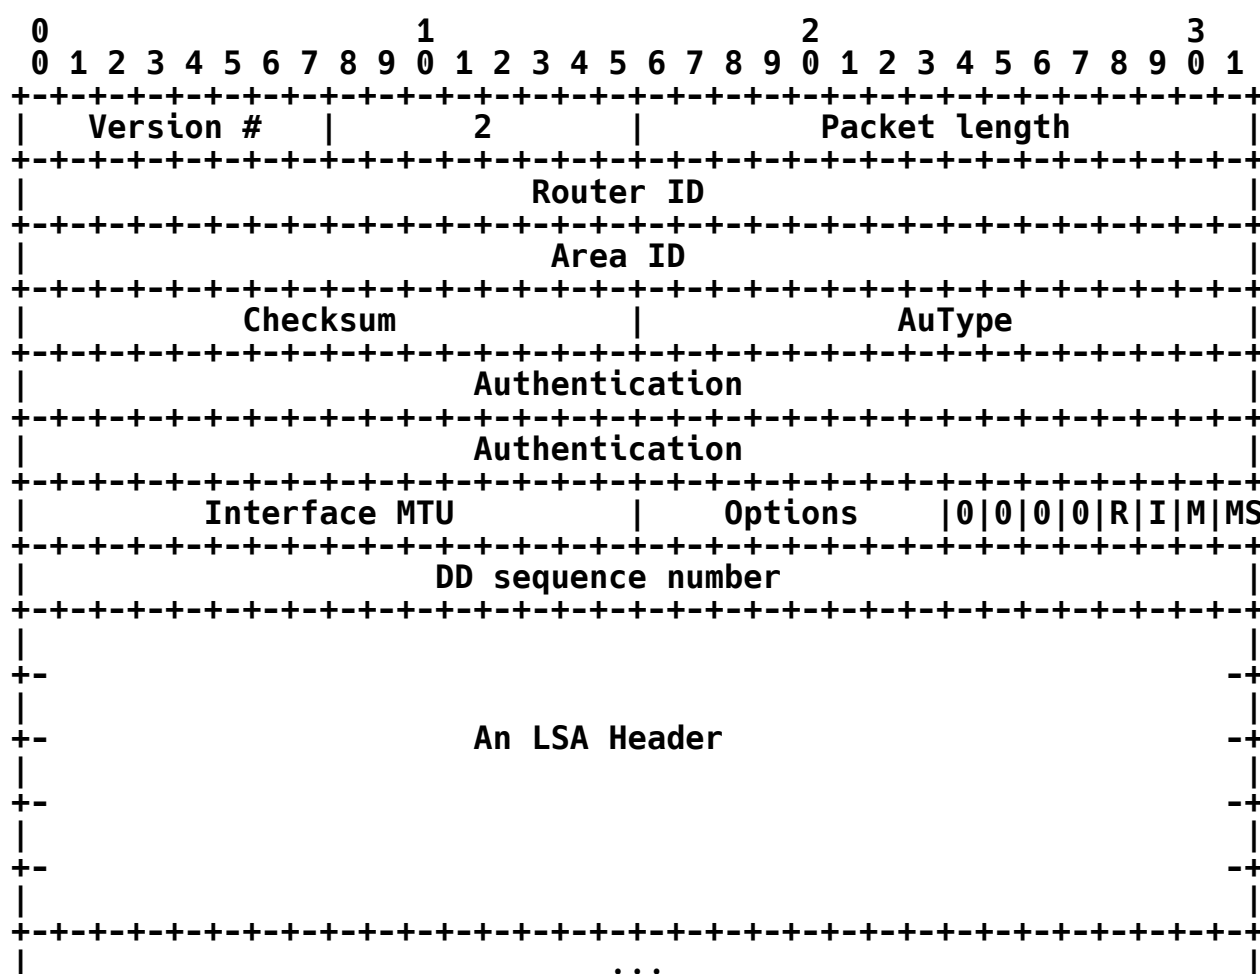 0                   1                   2                   3
 0 1 2 3 4 5 6 7 8 9 0 1 2 3 4 5 6 7 8 9 0 1 2 3 4 5 6 7 8 9 0 1
+-+-+-+-+-+-+-+-+-+-+-+-+-+-+-+-+-+-+-+-+-+-+-+-+-+-+-+-+-+-+-+-+
|   Version #   |       2       |         Packet length         |
+-+-+-+-+-+-+-+-+-+-+-+-+-+-+-+-+-+-+-+-+-+-+-+-+-+-+-+-+-+-+-+-+
|                          Router ID                            |
+-+-+-+-+-+-+-+-+-+-+-+-+-+-+-+-+-+-+-+-+-+-+-+-+-+-+-+-+-+-+-+-+
|                           Area ID                             |
+-+-+-+-+-+-+-+-+-+-+-+-+-+-+-+-+-+-+-+-+-+-+-+-+-+-+-+-+-+-+-+-+
|           Checksum            |             AuType            |
+-+-+-+-+-+-+-+-+-+-+-+-+-+-+-+-+-+-+-+-+-+-+-+-+-+-+-+-+-+-+-+-+
|                       Authentication                          |
+-+-+-+-+-+-+-+-+-+-+-+-+-+-+-+-+-+-+-+-+-+-+-+-+-+-+-+-+-+-+-+-+
|                       Authentication                          |
+-+-+-+-+-+-+-+-+-+-+-+-+-+-+-+-+-+-+-+-+-+-+-+-+-+-+-+-+-+-+-+-+
|         Interface MTU         |    Options    |0|0|0|0|R|I|M|MS
+-+-+-+-+-+-+-+-+-+-+-+-+-+-+-+-+-+-+-+-+-+-+-+-+-+-+-+-+-+-+-+-+
|                     DD sequence number                        |
+-+-+-+-+-+-+-+-+-+-+-+-+-+-+-+-+-+-+-+-+-+-+-+-+-+-+-+-+-+-+-+-+
|                                                               |
+-                                                             -+
|                                                               |
+-                      An LSA Header                          -+
|                                                               |
+-                                                             -+
|                                                               |
+-                                                             -+
|                                                               |
+-+-+-+-+-+-+-+-+-+-+-+-+-+-+-+-+-+-+-+-+-+-+-+-+-+-+-+-+-+-+-+-+
|                              ...                              |